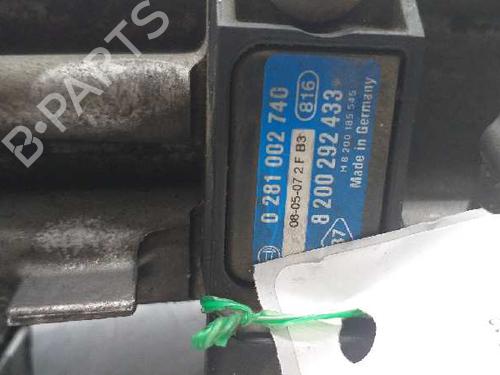 B-PARTS
0 281 002 740
816
08-05-07 2 F B3
8 200 292 433
H 8 200 185 545
Made in Germany
37